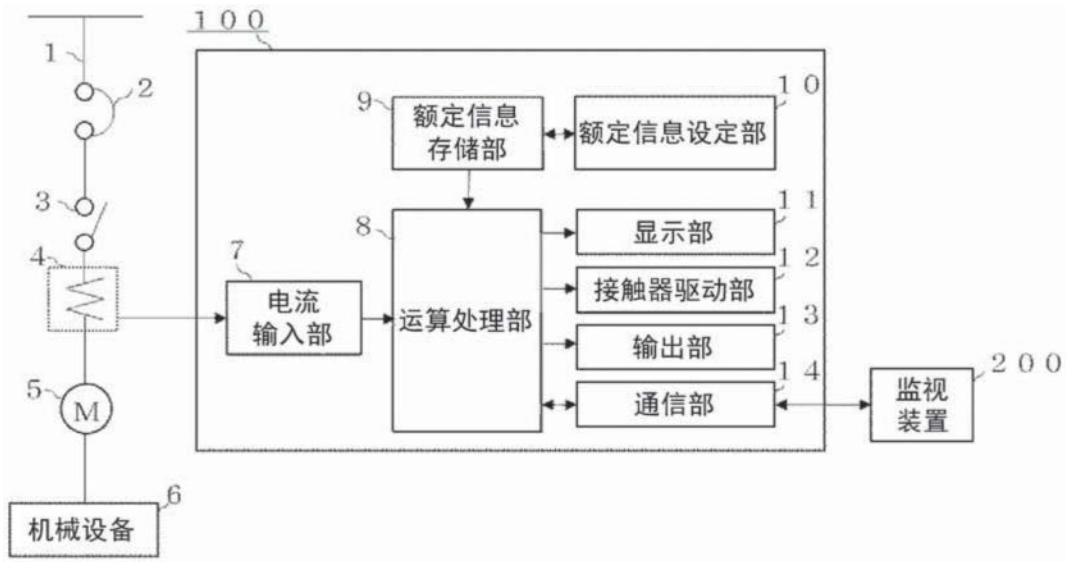 100
1
2
3
4
5
M
6
机械设备
7
电流
输入部
8
运算处理部
9
额定信息
存储部
10
额定信息设定部
11
显示部
12
接触器驱动部
13
输出部
14
通信部
200
监视
装置